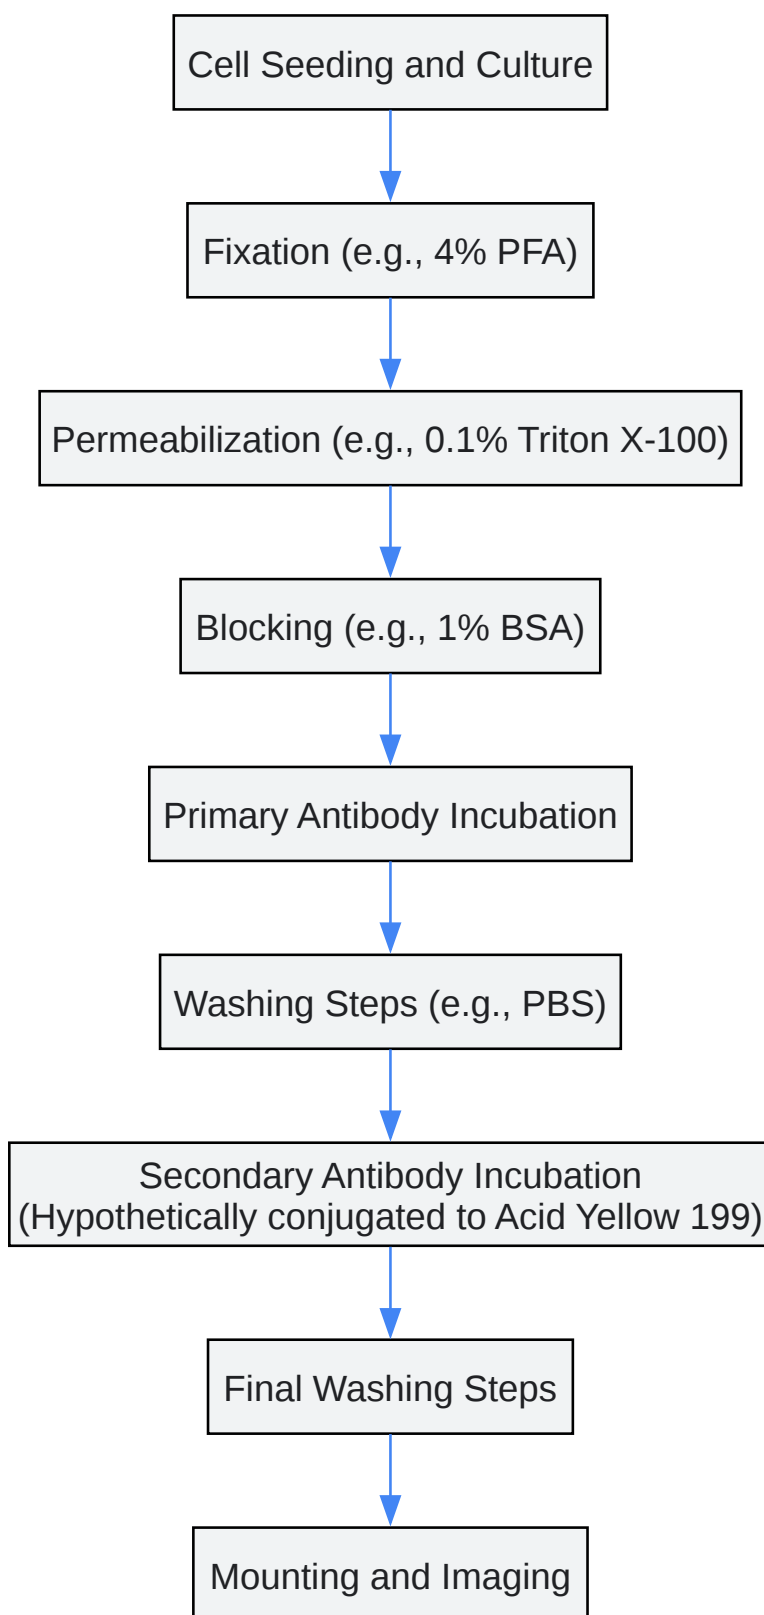 Cell Seeding and Culture
Fixation (e.g., 4% PFA)
Permeabilization (e.g., 0.1% Triton X-100)
Blocking (e.g., 1% BSA)
Primary Antibody Incubation
Washing Steps (e.g., PBS)
Secondary Antibody Incubation
(Hypothetically conjugated to Acid Yellow 199)
Final Washing Steps
Mounting and Imaging